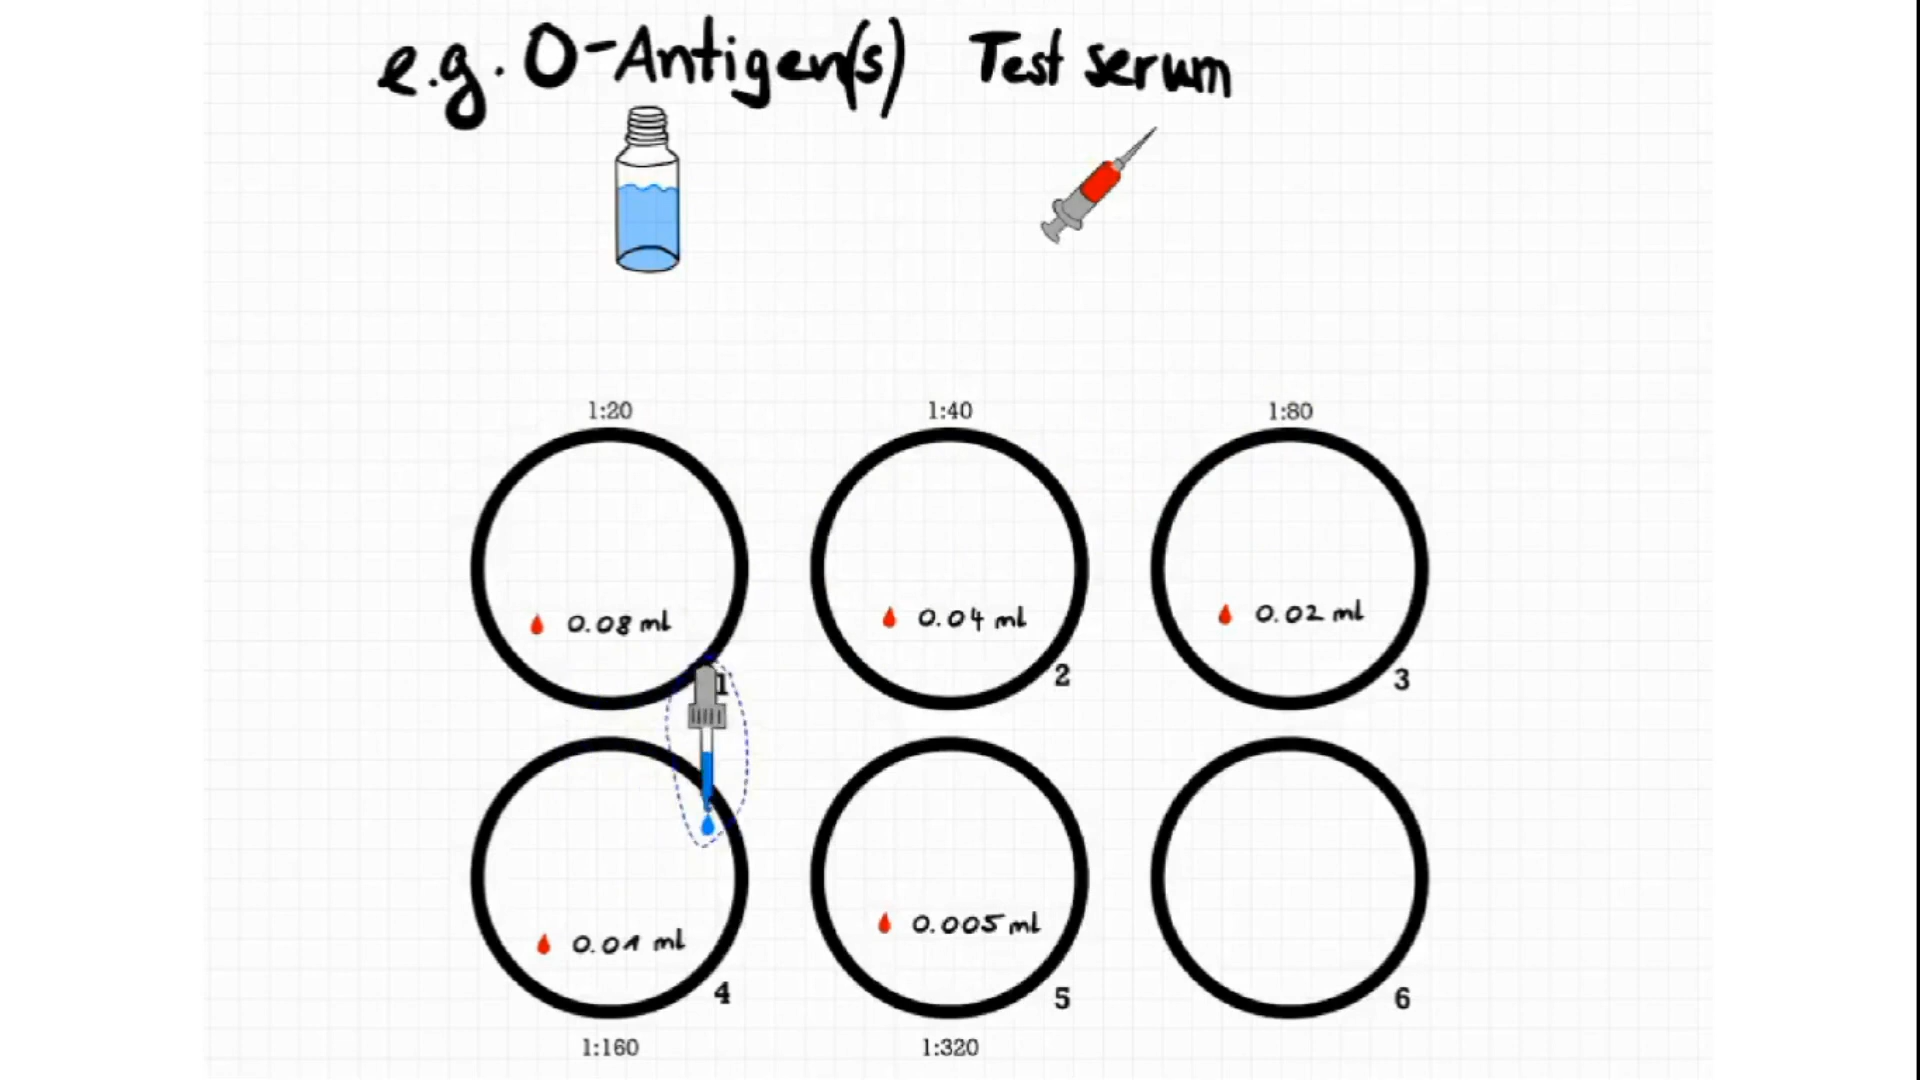 e.g. O-Antigen(s) Test serum
1:20 1:40 1:80
0.08 ml 0.04 ml 0.02 ml
1 2 3
0.01 ml 0.005 ml
4 5 6
1:160 1:320